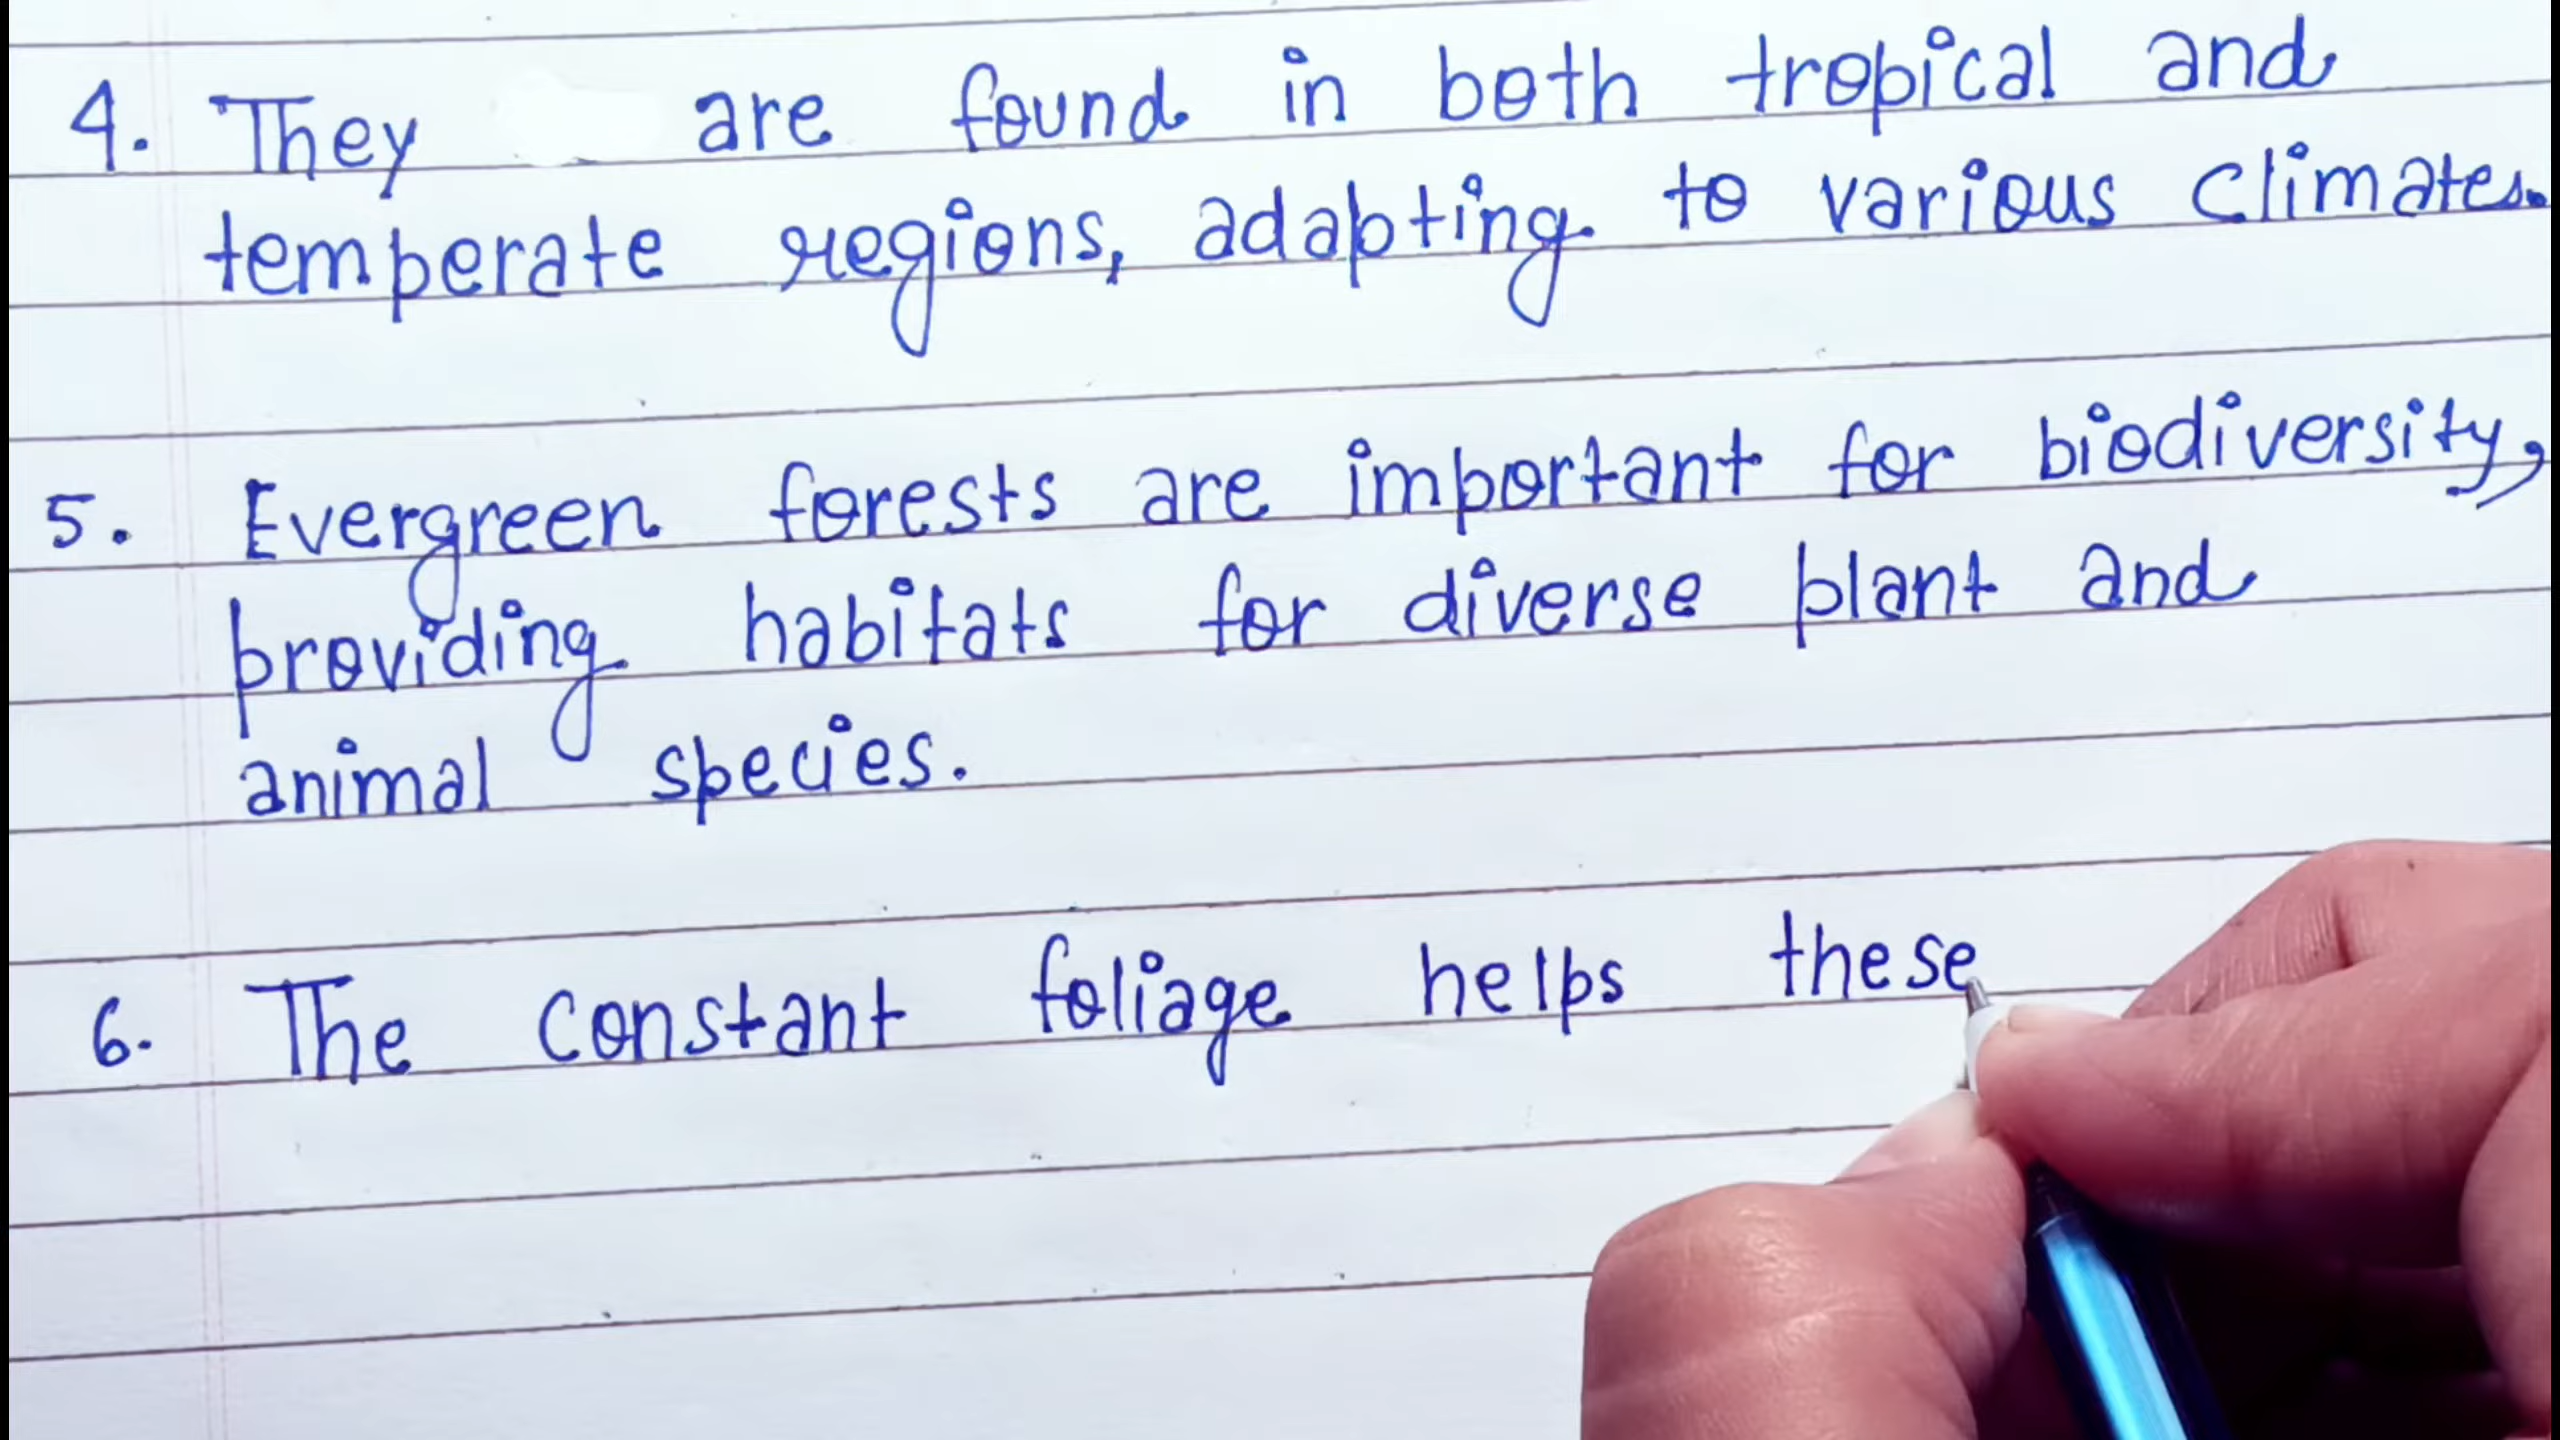 4. They are found in both tropical and
temperate regions, adapting to various climates.
5. Evergreen forests are important for biodiversity,
providing habitats for diverse plant and
animal species.
6. The constant foliage helps these